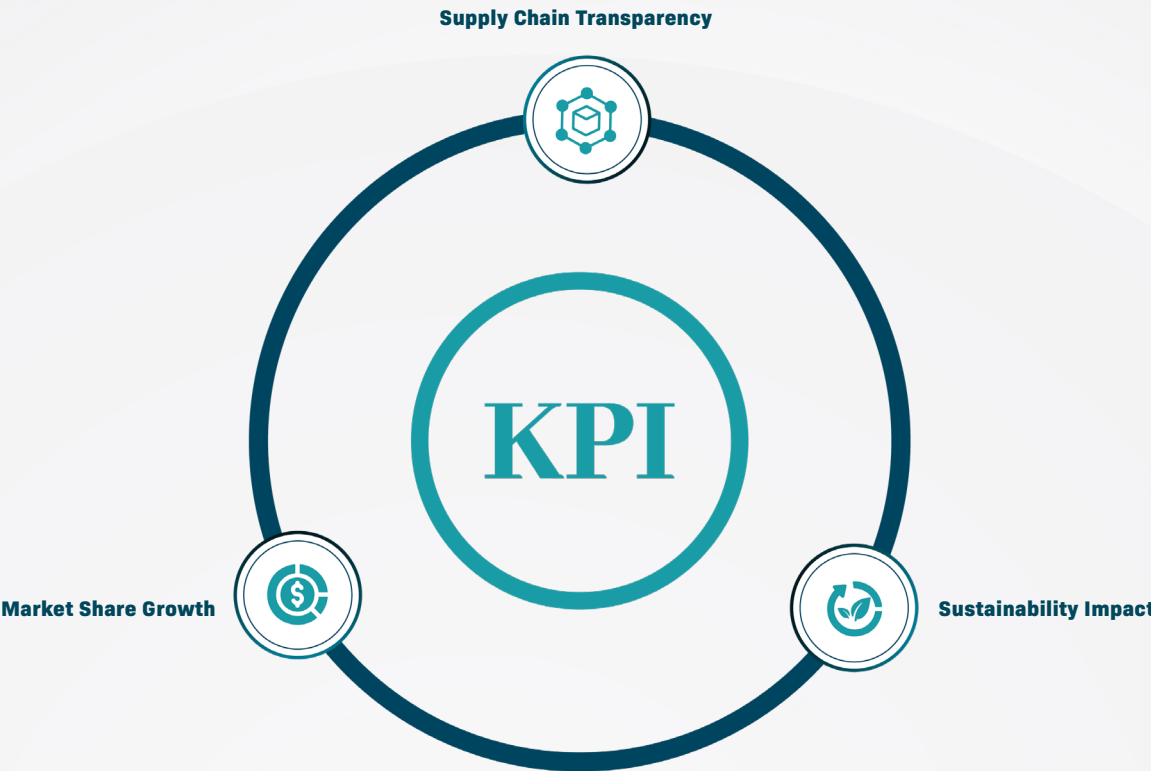 Supply Chain Transparency
KPI
Market Share Growth
Sustainability Impact